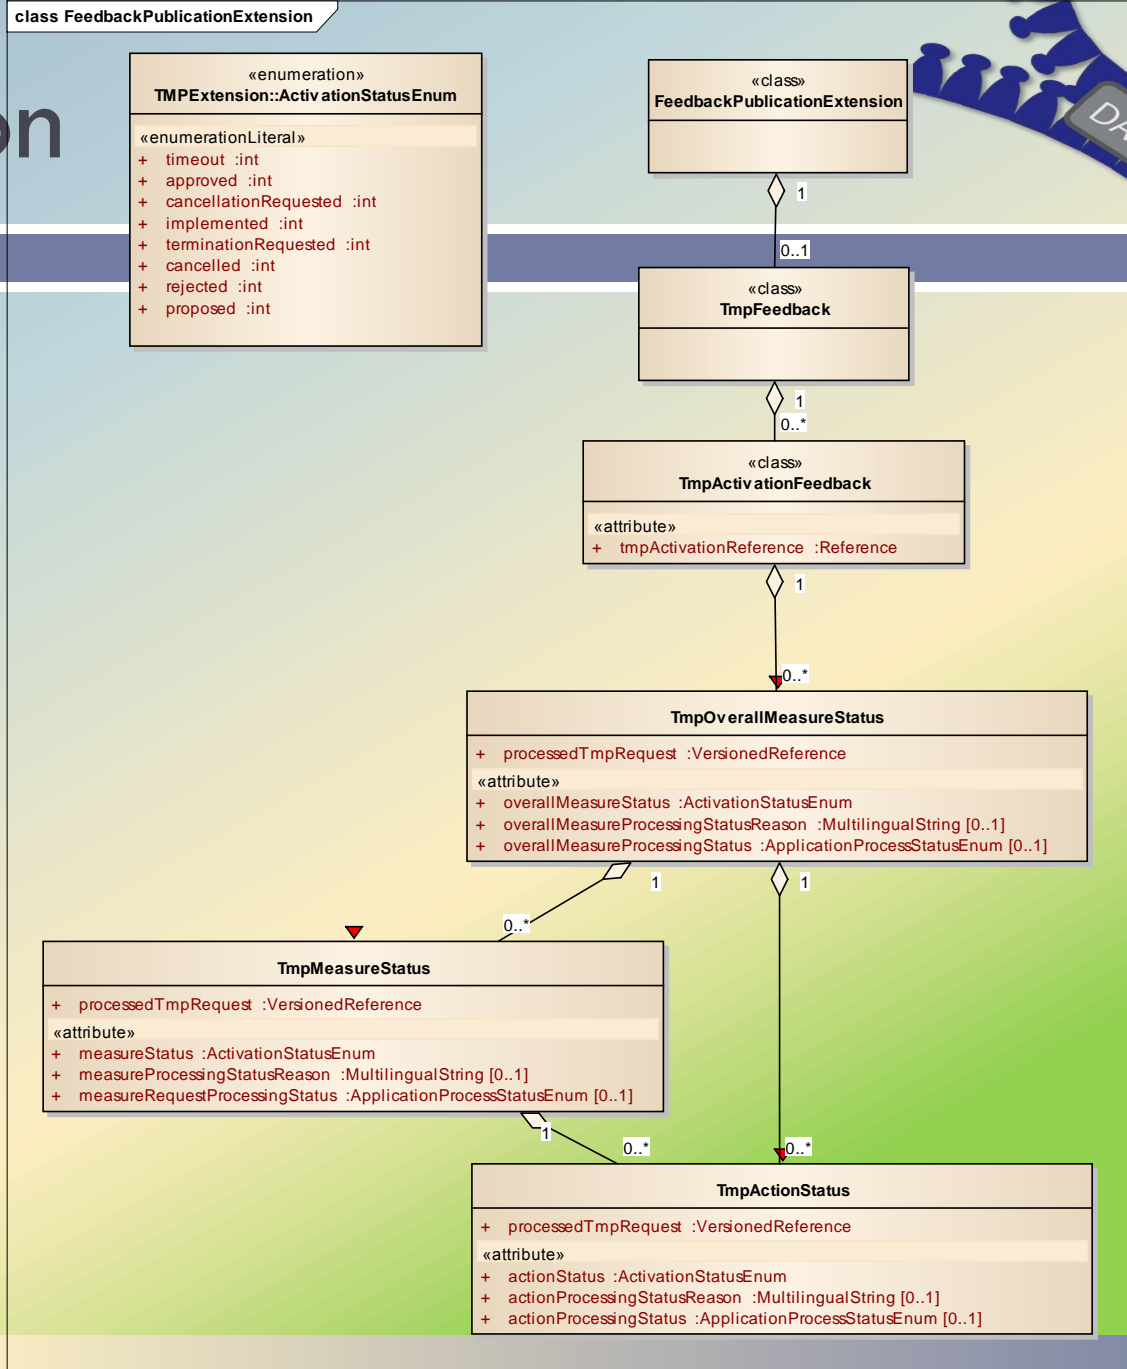 class FeedbackPublicationExtension
on
DA
«enumeration»
TMPExtension::ActivationStatusEnum
«enumerationLiteral»
+ timeout :int
+ approved :int
+ cancellationRequested :int
+ implemented :int
+ terminationRequested :int
+ cancelled :int
+ rejected :int
+ proposed :int
«class»
FeedbackPublicationExtension
1
0..1
«class»
TmpFeedback
1
0..*
«class»
TmpActivationFeedback
«attribute»
+ tmpActivationReference :Reference
1
0..*
TmpOverallMeasureStatus
+ processedTmpRequest :VersionedReference
«attribute»
+ overallMeasureStatus :ActivationStatusEnum
+ overallMeasureProcessingStatusReason :MultilingualString [0..1]
+ overallMeasureProcessingStatus :ApplicationProcessStatusEnum [0..1]
1
1
0..*
TmpMeasureStatus
+ processedTmpRequest :VersionedReference
«attribute»
+ measureStatus :ActivationStatusEnum
+ measureProcessingStatusReason :MultilingualString [0..1]
+ measureRequestProcessingStatus :ApplicationProcessStatusEnum [0..1]
1
0..*
0..*
TmpActionStatus
+ processedTmpRequest :VersionedReference
«attribute»
+ actionStatus :ActivationStatusEnum
+ actionProcessingStatusReason :MultilingualString [0..1]
+ actionProcessingStatus :ApplicationProcessStatusEnum [0..1]